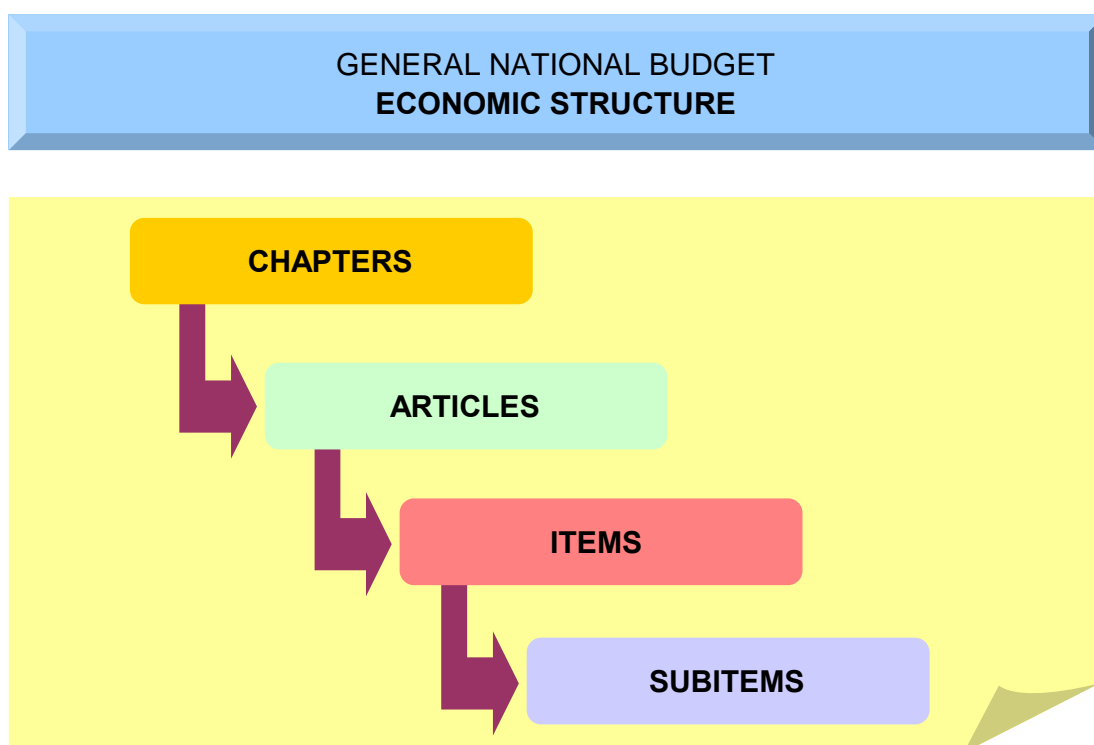 GENERAL NATIONAL BUDGET
ECONOMIC STRUCTURE
CHAPTERS
ARTICLES
ITEMS
SUBITEMS